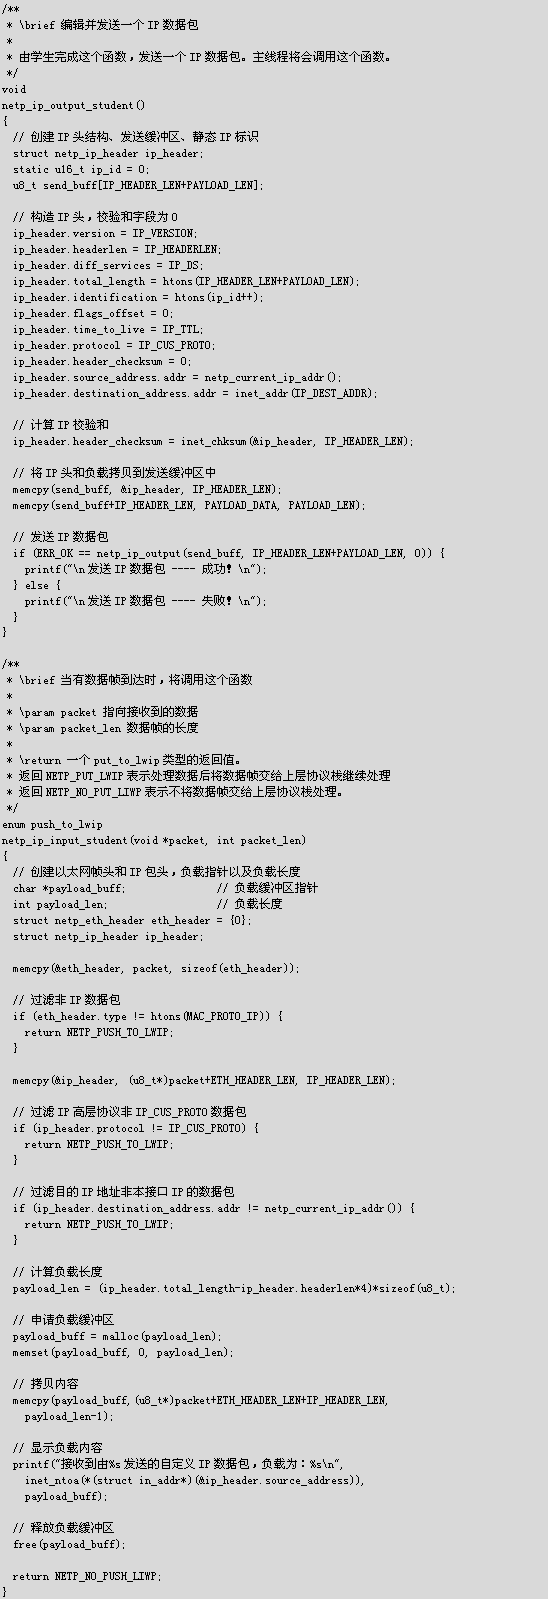 /**
 * \brief 编辑并发送一个 IP 数据包
 *
 * 由学生完成这个函数，发送一个 IP 数据包。主线程将会调用这个函数。
 */
void
netp_ip_output_student()
{
  // 创建 IP 头结构、发送缓冲区、静态 IP 标识
  struct netp_ip_header ip_header;
  static u16_t ip_id = 0;
  u8_t send_buff[IP_HEADER_LEN+PAYLOAD_LEN];

  // 构造 IP 头，校验和字段为 0
  ip_header.version = IP_VERSION;
  ip_header.headerlen = IP_HEADERLEN;
  ip_header.diff_services = IP_DS;
  ip_header.total_length = htons(IP_HEADER_LEN+PAYLOAD_LEN);
  ip_header.identification = htons(ip_id++);
  ip_header.flags_offset = 0;
  ip_header.time_to_live = IP_TTL;
  ip_header.protocol = IP_CUS_PROTO;
  ip_header.header_checksum = 0;
  ip_header.source_address.addr = netp_current_ip_addr();
  ip_header.destination_address.addr = inet_addr(IP_DEST_ADDR);

  // 计算 IP 校验和
  ip_header.header_checksum = inet_chksum(&ip_header, IP_HEADER_LEN);

  // 将 IP 头和负载拷贝到发送缓冲区中
  memcpy(send_buff, &ip_header, IP_HEADER_LEN);
  memcpy(send_buff+IP_HEADER_LEN, PAYLOAD_DATA, PAYLOAD_LEN);

  // 发送 IP 数据包
  if (ERR_OK == netp_ip_output(send_buff, IP_HEADER_LEN+PAYLOAD_LEN, 0)) {
    printf("\n 发送 IP 数据包 ---- 成功! \n");
  } else {
    printf("\n 发送 IP 数据包 ---- 失败! \n");
  }
}

/**
 * \brief 当有数据帧到达时，将调用这个函数
 *
 * \param packet 指向接收到的数据
 * \param packet_len 数据帧的长度
 *
 * \return 一个 put_to_lwip 类型的返回值。
 * 返回 NETP_PUT_LWIP 表示处理数据后将数据帧交给上层协议栈继续处理
 * 返回 NETP_NO_PUT_LIWP 表示不将数据帧交给上层协议栈处理。
 */
enum push_to_lwip
netp_ip_input_student(void *packet, int packet_len)
{
  // 创建以太网帧头和 IP 包头，负载指针以及负载长度
  char *payload_buff;             // 负载缓冲区指针
  int payload_len;                // 负载长度
  struct netp_eth_header eth_header = {0};
  struct netp_ip_header ip_header;

  memcpy(&eth_header, packet, sizeof(eth_header));

  // 过滤非 IP 数据包
  if (eth_header.type != htons(MAC_PROTO_IP)) {
    return NETP_PUSH_TO_LWIP;
  }

  memcpy(&ip_header, (u8_t*)packet+ETH_HEADER_LEN, IP_HEADER_LEN);

  // 过滤 IP 高层协议非 IP_CUS_PROTO 数据包
  if (ip_header.protocol != IP_CUS_PROTO) {
    return NETP_PUSH_TO_LWIP;
  }

  // 过滤目的 IP 地址非本接口 IP 的数据包
  if (ip_header.destination_address.addr != netp_current_ip_addr()) {
    return NETP_PUSH_TO_LWIP;
  }

  // 计算负载长度
  payload_len = (ip_header.total_length-ip_header.headerlen*4)*sizeof(u8_t);

  // 申请负载缓冲区
  payload_buff = malloc(payload_len);
  memset(payload_buff, 0, payload_len);

  // 拷贝内容
  memcpy(payload_buff,(u8_t*)packet+ETH_HEADER_LEN+IP_HEADER_LEN,
    payload_len-1);

  // 显示负载内容
  printf("接收到由%s 发送的自定义 IP 数据包，负载为：%s\n",
    inet_ntoa(*(struct in_addr*)(&ip_header.source_address)),
    payload_buff);

  // 释放负载缓冲区
  free(payload_buff);

  return NETP_NO_PUSH_LIWP;
}